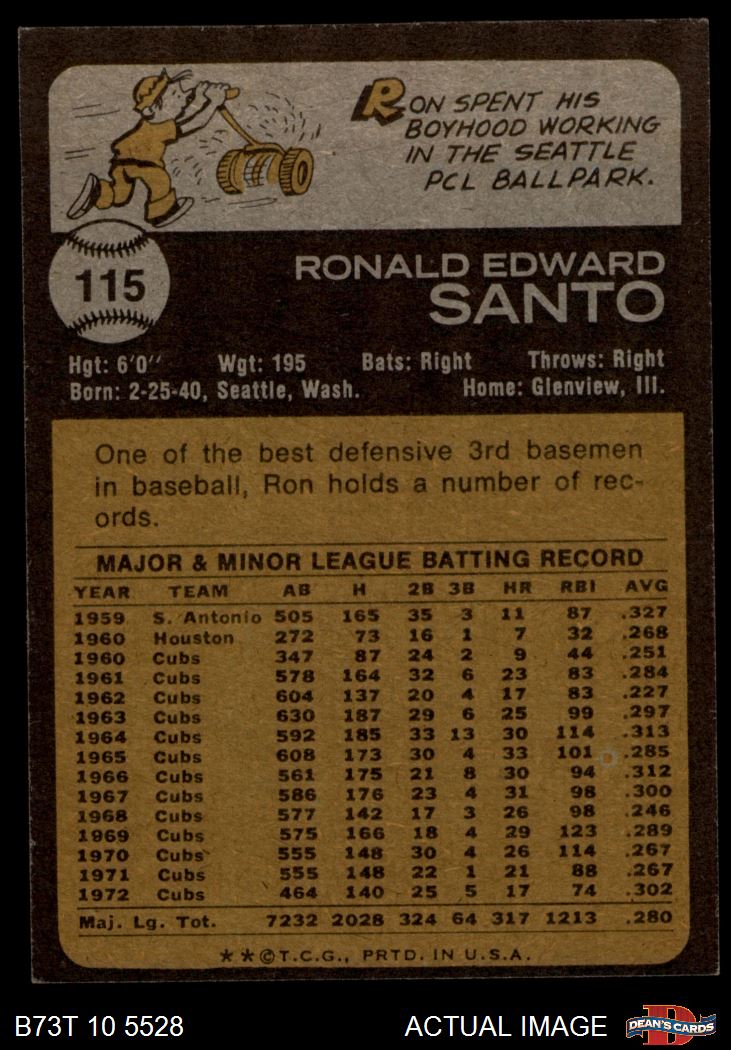 RON SPENT HIS
BOYHOOD WORKING
IN THE SEATTLE
PCL BALLPARK.
115
RONALD EDWARD
SANTO
Hgt: 6'0" Wgt: 195 Bats: Right Throws: Right
Born: 2-25-40, Seattle, Wash. Home: Glenview, Ill.
One of the best defensive 3rd basemen
in baseball, Ron holds a number of rec-
ords.
MAJOR & MINOR LEAGUE BATTING RECORD
YEAR TEAM AB H 2B 3B HR RBI AVG
1959 S. Antonio 505 165 35 3 11 87 .327
1960 Houston 272 73 16 1 7 32 .268
1960 Cubs 347 87 24 2 9 44 .251
1961 Cubs 578 164 32 6 23 83 .284
1962 Cubs 604 137 20 4 17 83 .227
1963 Cubs 630 187 29 6 25 99 .297
1964 Cubs 592 185 33 13 30 114 .313
1965 Cubs 608 173 30 4 33 101 .285
1966 Cubs 561 175 21 8 30 94 .312
1967 Cubs 586 176 23 4 31 98 .300
1968 Cubs 577 142 17 3 26 98 .246
1969 Cubs 575 166 18 4 29 123 .289
1970 Cubs 555 148 30 4 26 114 .267
1971 Cubs 555 148 22 1 21 88 .267
1972 Cubs 464 140 25 5 17 74 .302
Maj. Lg. Tot. 7232 2028 324 64 317 1213 .280
**©T.C.G., PRTD. IN U.S.A.
B73T 10 5528 ACTUAL IMAGE D DEAN'S CARDS